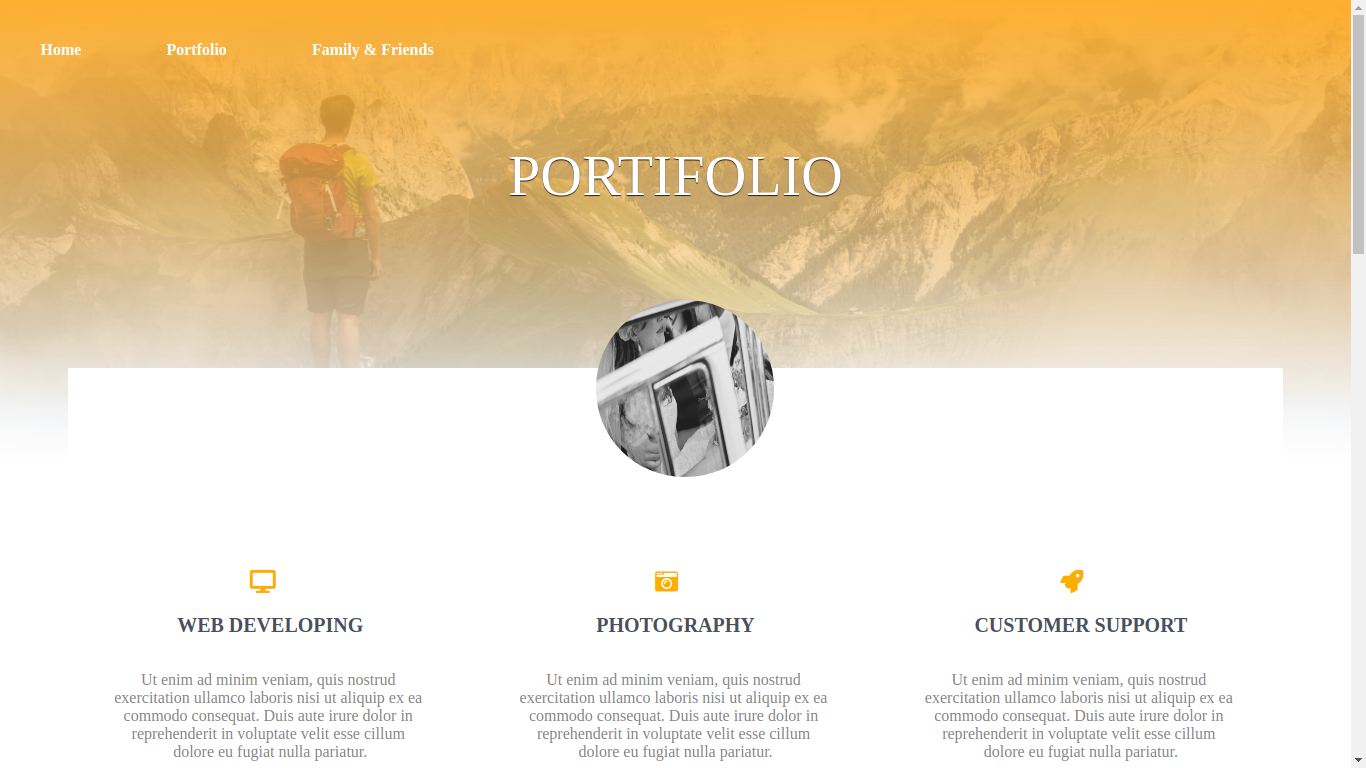 Home Portfolio Family & Friends
PORTIFOLIO
WEB DEVELOPING
Ut enim ad minim veniam, quis nostrud
exercitation ullamco laboris nisi ut aliquip ex ea
commodo consequat. Duis aute irure dolor in
reprehenderit in voluptate velit esse cillum
dolore eu fugiat nulla pariatur.
PHOTOGRAPHY
Ut enim ad minim veniam, quis nostrud
exercitation ullamco laboris nisi ut aliquip ex ea
commodo consequat. Duis aute irure dolor in
reprehenderit in voluptate velit esse cillum
dolore eu fugiat nulla pariatur.
CUSTOMER SUPPORT
Ut enim ad minim veniam, quis nostrud
exercitation ullamco laboris nisi ut aliquip ex ea
commodo consequat. Duis aute irure dolor in
reprehenderit in voluptate velit esse cillum
dolore eu fugiat nulla pariatur.